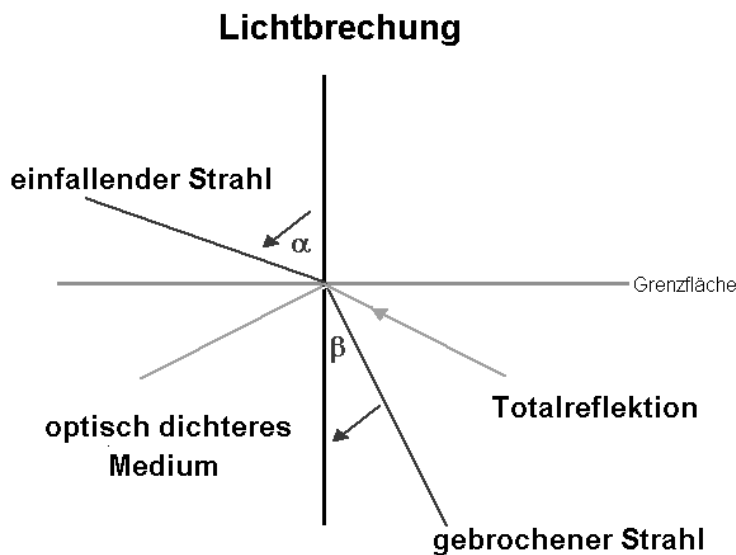 Lichtbrechung
einfallender Strahl
α
Grenzfläche
β
Totalreflektion
optisch dichteres
Medium
gebrochener Strahl